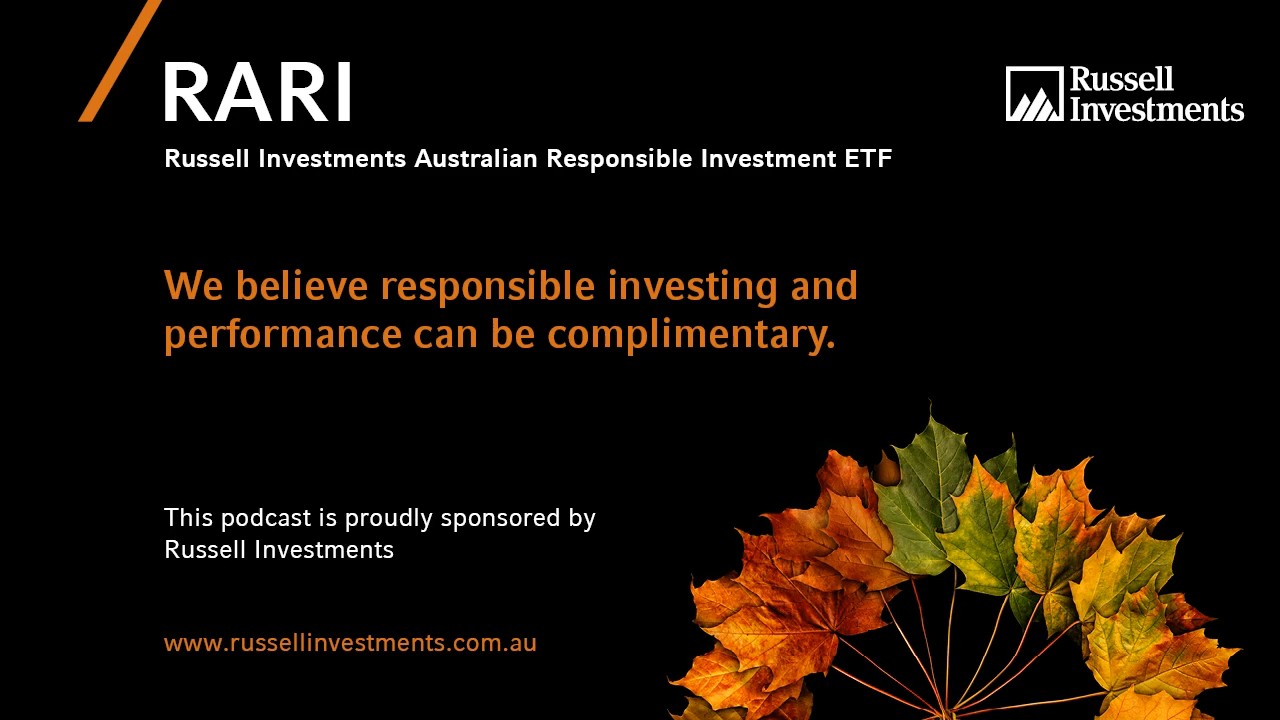 RARI
Russell
Investments
Russell Investments Australian Responsible Investment ETF
We believe responsible investing and
performance can be complimentary.
This podcast is proudly sponsored by
Russell Investments
www.russellinvestments.com.au